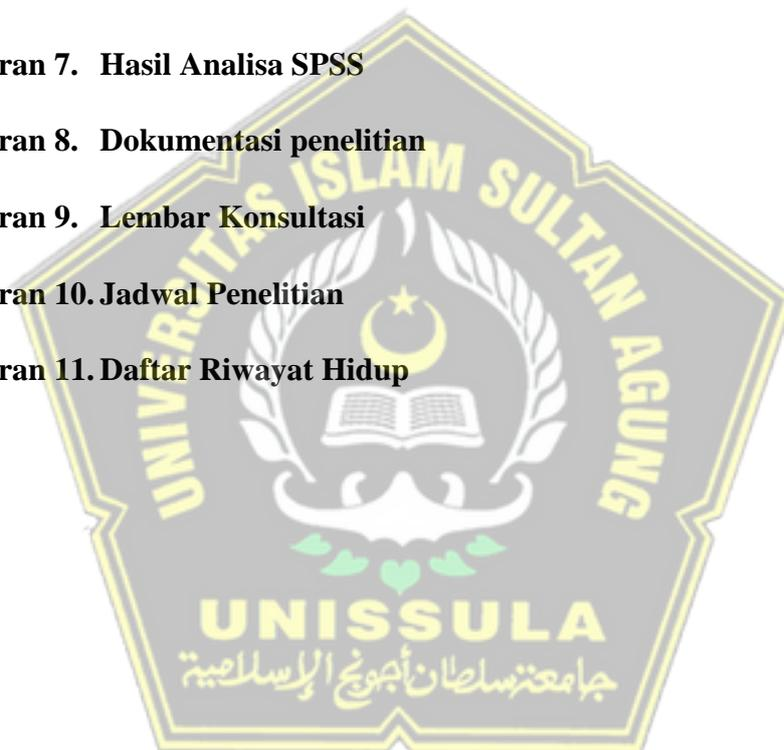 ran 7. Hasil Analisa SPSS
ran 8. Dokumentasi penelitian
ran 9. Lembar Konsultasi
ran 10. Jadwal Penelitian
ran 11. Daftar Riwayat Hidup
UNIVERSITAS ISLAM SULTAN AGUNG
UNISSULA
جامعة سلطان أجونج الإسلامية